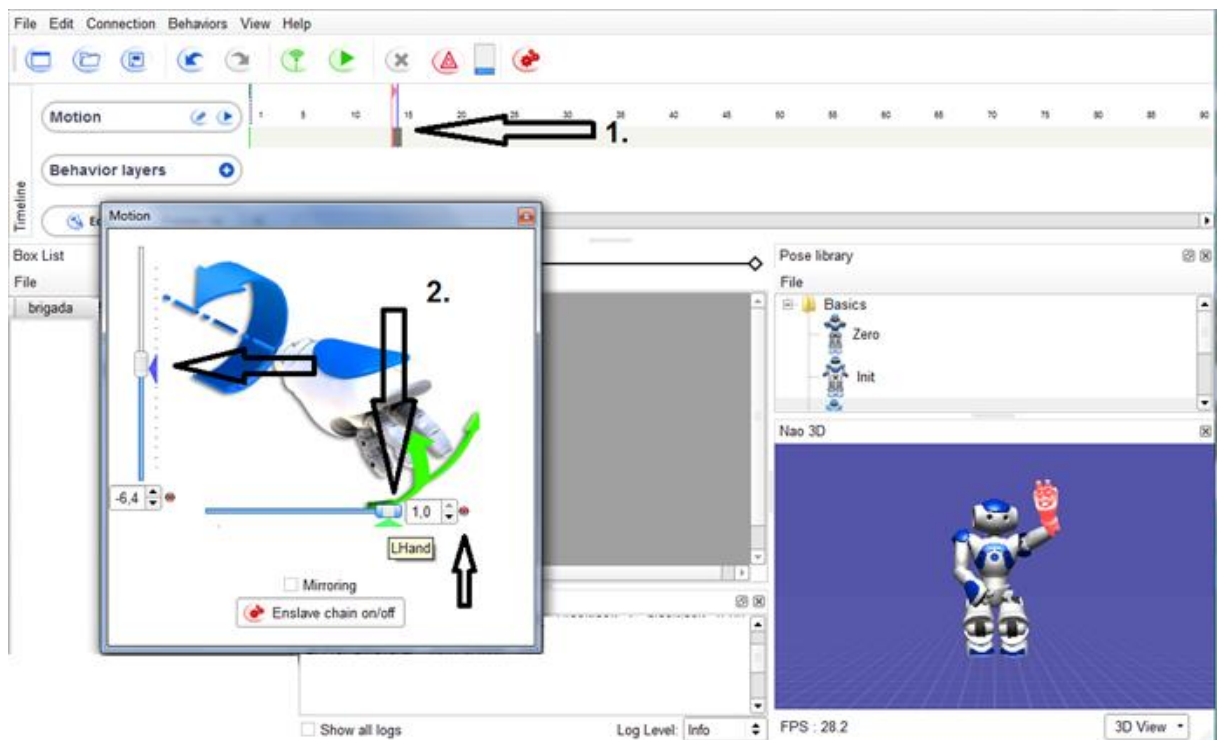 File Edit Connection Behaviors View Help
Motion
1 5 10 15 20 25 30 35 40 45 50 55 60 65 70 75 80 85 90
1.
Behavior layers
Timeline
Motion
Box List
File
brigada
2.
-6,4
1,0
LHand
Mirroring
Enslave chain on/off
Pose library
File
Basics
Zero
Init
Nao 3D
Show all logs
Log Level: Info
FPS : 28.2
3D View